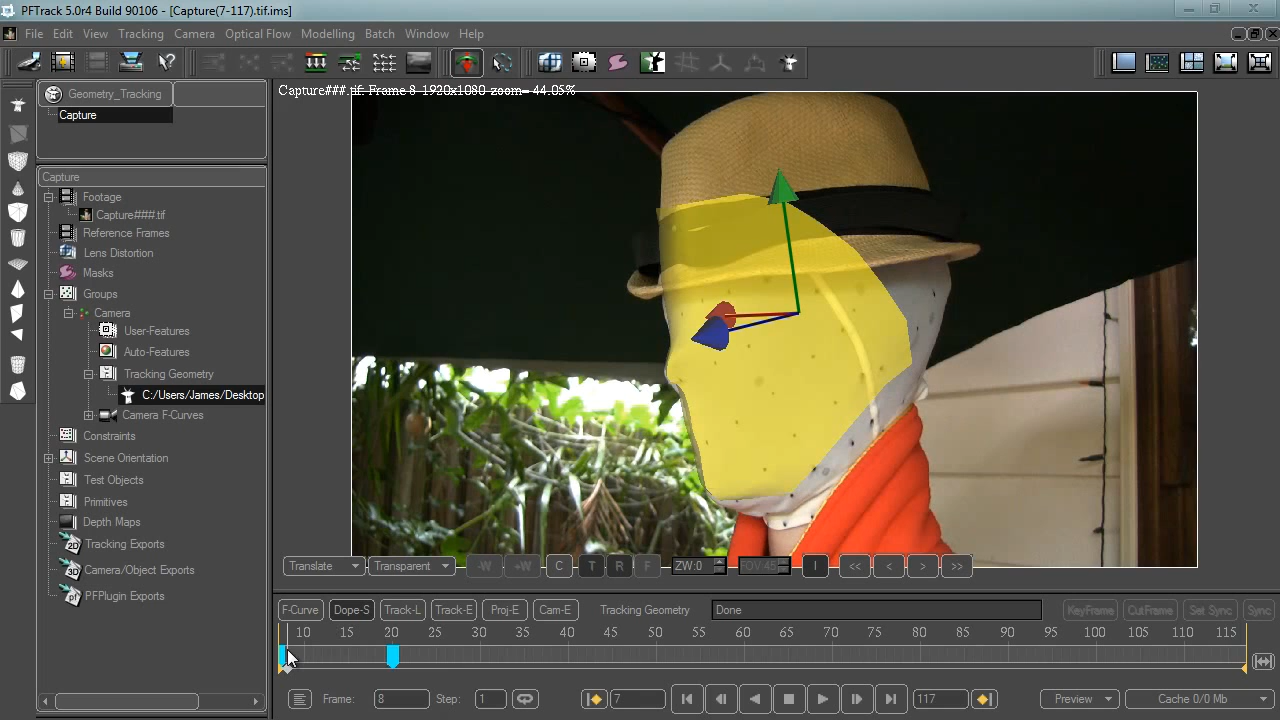 PFTrack 5.0r4 Build 90106 - [Capture(7-117).tif.ims]
File Edit View Tracking Camera Optical Flow Modelling Batch Window Help
Geometry_Tracking
Capture
Capture###.tif: Frame 8 1920x1080 zoom= 44.05%
Capture
Footage
Capture###.tif
Reference Frames
Lens Distortion
Masks
Groups
Camera
User-Features
Auto-Features
Tracking Geometry
C:/Users/James/Desktop
Camera F-Curves
Constraints
Scene Orientation
Test Objects
Primitives
Depth Maps
Tracking Exports
Camera/Object Exports
PFPlugin Exports
Translate Transparent -W +W C T R F ZW:0 FOV 45 I << < > >>
F-Curve Dope-S Track-L Track-E Proj-E Cam-E Tracking Geometry Done KeyFrame CutFrame Set Sync Sync
10 15 20 25 30 35 40 45 50 55 60 65 70 75 80 85 90 95 100 105 110 115
Frame: 8 Step: 1 7 117 Preview Cache 0/0 Mb